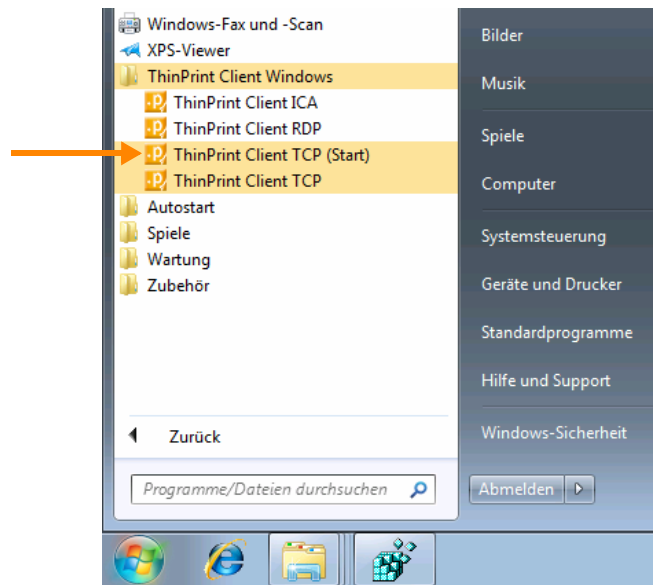 Windows-Fax und -Scan
XPS-Viewer
ThinPrint Client Windows
ThinPrint Client ICA
ThinPrint Client RDP
ThinPrint Client TCP (Start)
ThinPrint Client TCP
Autostart
Spiele
Wartung
Zubehör
Zurück
Programme/Dateien durchsuchen
Bilder
Musik
Spiele
Computer
Systemsteuerung
Geräte und Drucker
Standardprogramme
Hilfe und Support
Windows-Sicherheit
Abmelden